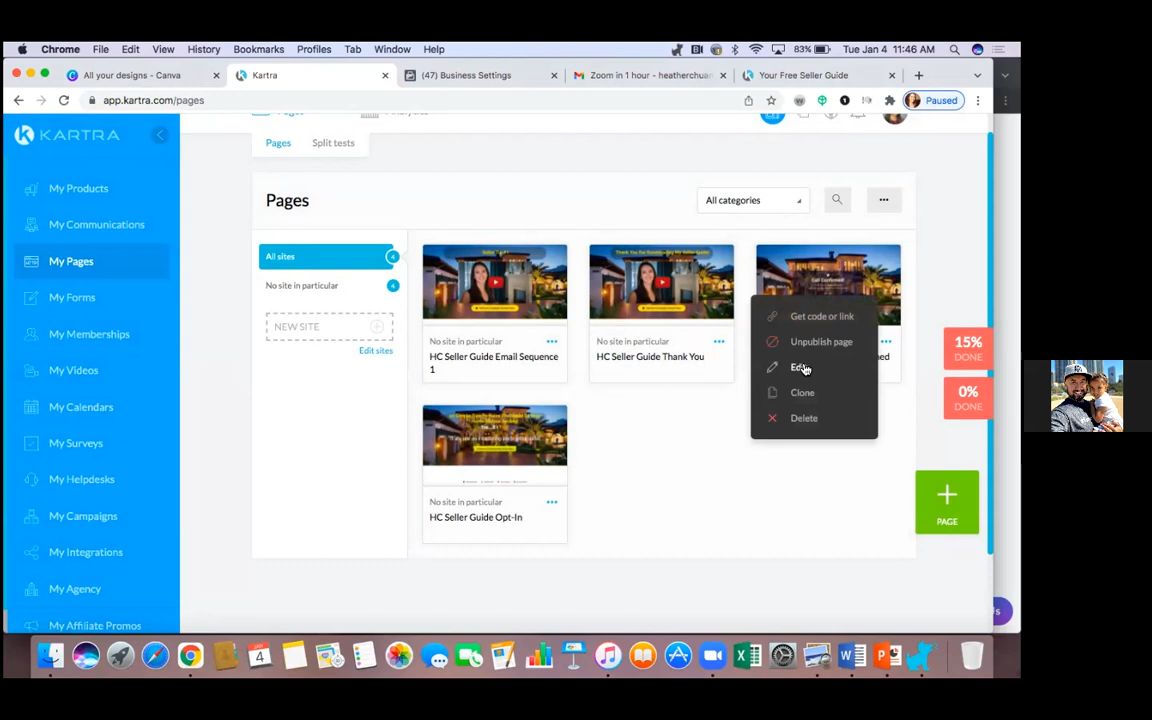 Chrome File Edit View History Bookmarks Profiles Tab Window Help 83% Tue Jan 4 11:46 AM
All your designs - Canva Kartra (47) Business Settings Zoom in 1 hour - heatherchuan Your Free Seller Guide
app.kartra.com/pages Paused
KARTRA
My Products
My Communications
My Pages
My Forms
My Memberships
My Videos
My Calendars
My Surveys
My Helpdesks
My Campaigns
My Integrations
My Agency
My Affiliate Promos
Pages Split tests
Pages
All categories
All sites 4
No site in particular 4
NEW SITE
Edit sites
No site in particular
HC Seller Guide Email Sequence
1
No site in particular
HC Seller Guide Thank You
Get code or link
Unpublish page
Clone
Delete
No site in particular
HC Seller Guide Opt-In
15%
DONE
0%
DONE
PAGE